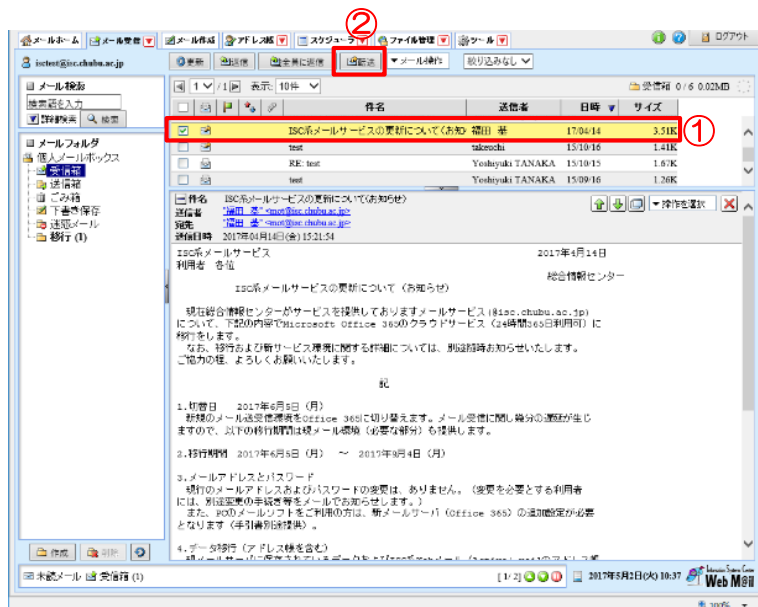 ②
メールホーム メール受信 メール作成 アドレス帳 スケジューラ ファイル管理 ツール ログアウト
isctest@isc.chubu.ac.jp
更新 返信 全員に返信 転送 メール操作 絞り込みなし
メール検索
検索語を入力
詳細検索 検索
1 / 1 表示: 10件 受信箱 0 / 6 0.02MB
件名 送信者 日時 サイズ
ISC系メールサービスの更新について(お知 福田 基 17/04/14 3.51K ①
test takeuchi 15/10/16 1.41K
RE: test Yoshiyuki TANAKA 15/10/15 1.67K
test Yoshiyuki TANAKA 15/09/16 1.26K
メールフォルダ
個人メールボックス
受信箱
送信箱
ごみ箱
下書き保存
迷惑メール
移行 (1)
件名 ISC系メールサービスの更新について(お知らせ)
送信者 "福田 基" <mot@isc.chubu.ac.jp>
宛先 "福田 基" <mot@isc.chubu.ac.jp>
送信日時 2017年04月14日(金) 15:21:54
操作を選択
ISC系メールサービス 2017年4月14日
利用者 各位
総合情報センター
ISC系メールサービスの更新について(お知らせ)
現在総合情報センターがサービスを提供しておりますメールサービス(@isc.chubu.ac.jp)
について、下記の内容でMicrosoft Office 365のクラウドサービス(24時間365日利用可)に
移行をします。
なお、移行および新サービス環境に関する詳細については、別途随時お知らせいたします。
ご協力の程、よろしくお願いいたします。
記
1.切替日 2017年6月5日(月)
新規のメール送受信環境をOffice 365に切り替えます。メール受信に関し幾分の遅延が生じ
ますので、以下の移行期間は現メール環境(必要な部分)も提供します。
2.移行期間 2017年6月5日(月) ~ 2017年9月4日(月)
3.メールアドレスとパスワード
現行のメールアドレスおよびパスワードの変更は、ありません。(変更を必要とする利用者
には、別途変更の手続き等をメールでお知らせします。)
また、PCのメールソフトをご利用の方は、新メールサーバ(Office 365)の追加設定が必要
となります(手引書別途提供)。
4.データ移行(アドレス帳を含む)
作成 削除
未読メール 受信箱 (1) [ 1/ 2] 2017年5月2日(火) 10:37 Web M@il